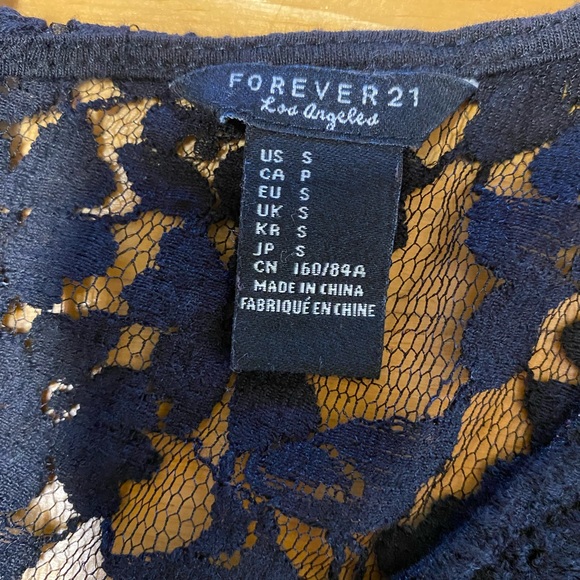 FOREVER 21
Los Angeles
US S
CA P
EU S
UK S
KR S
JP S
CN 160/84A
MADE IN CHINA
FABRIQUÉ EN CHINE